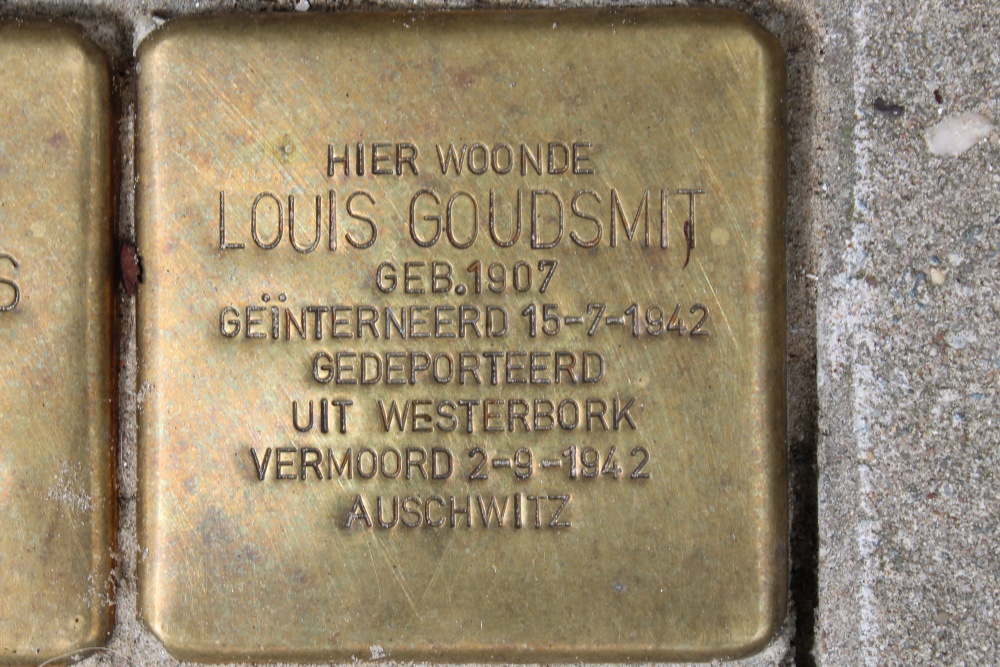 HIER WOONDE
LOUIS GOUDSMIT
GEB.1907
GEÏNTERNEERD 15-7-1942
GEDEPORTEERD
UIT WESTERBORK
VERMOORD 2-9-1942
AUSCHWITZ